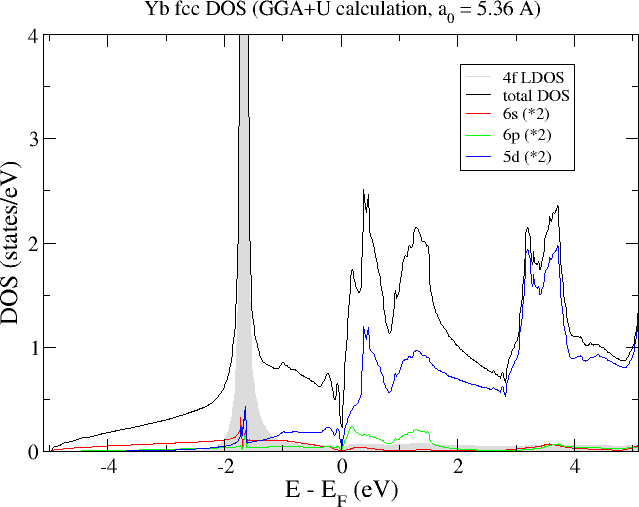 Yb fcc DOS (GGA+U calculation, a0 = 5.36 A)
4
3
2
1
0
DOS (states/eV)
4f LDOS
total DOS
6s (*2)
6p (*2)
5d (*2)
-4
-2
0
2
4
E - EF (eV)